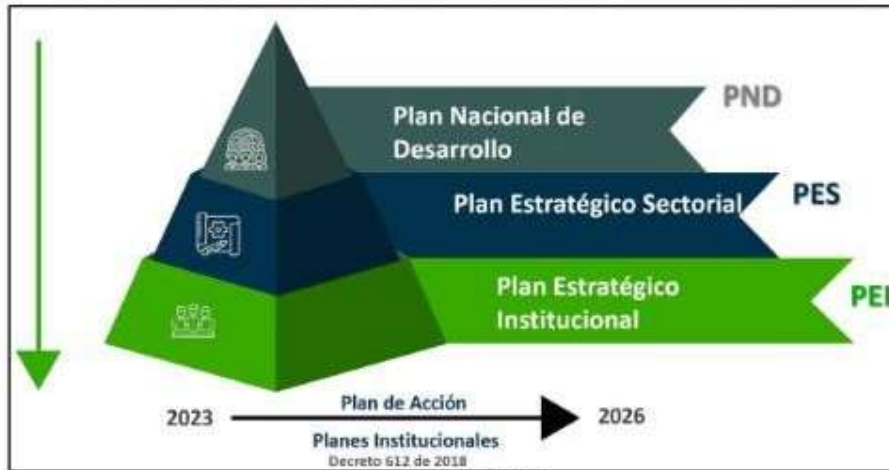 PND
Plan Nacional de
Desarrollo
Plan Estratégico Sectorial
PES
Plan Estratégico
Institucional
PEI
2023
Plan de Acción
2026
Planes Institucionales
Decreto 612 de 2018